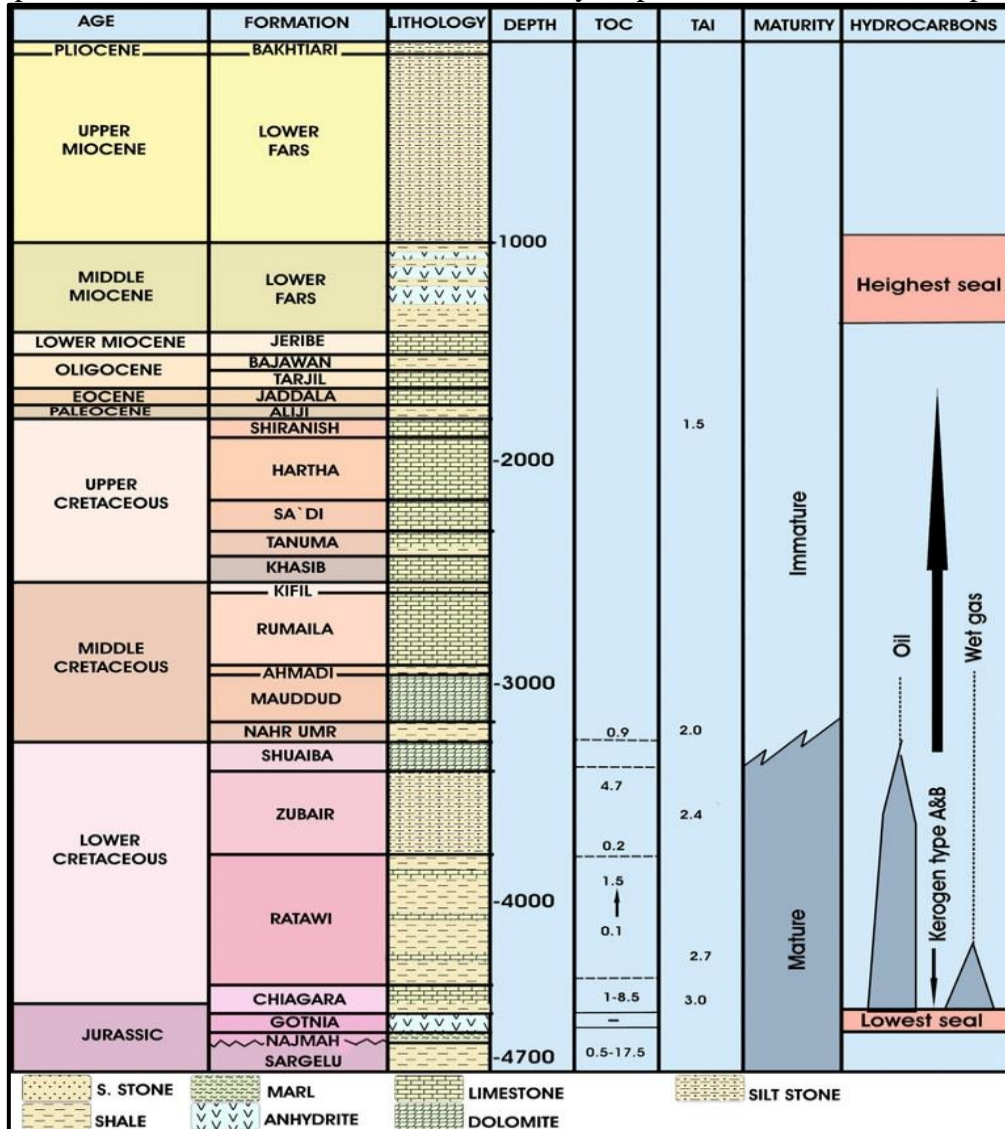 AGE FORMATION LITHOLOGY DEPTH TOC TAI MATURITY HYDROCARBONS
PLIOCENE BAKHTIARI
UPPER MIOCENE LOWER FARS
-1000
MIDDLE MIOCENE LOWER FARS Heighest seal
LOWER MIOCENE JERIBE
OLIGOCENE BAJAWAN
TARJIL
EOCENE JADDALA
PALEOCENE ALIJI
SHIRANISH 1.5
-2000
UPPER CRETACEOUS HARTHA
SA`DI
TANUMA
KHASIB
Immature
KIFIL
RUMAILA
Oil
Wet gas
MIDDLE CRETACEOUS
AHMADI
-3000
MAUDDUD
NAHR UMR 0.9 2.0
SHUAIBA
4.7
ZUBAIR 2.4
0.2
LOWER CRETACEOUS
Kerogen type A&B
1.5
-4000
RATAWI
0.1
Mature
2.7
CHIAGARA 1-8.5 3.0
GOTNIA – Lowest seal
JURASSIC
NAJMAH
SARGELU 0.5-17.5
-4700
S. STONE MARL LIMESTONE SILT STONE
SHALE ANHYDRITE DOLOMITE